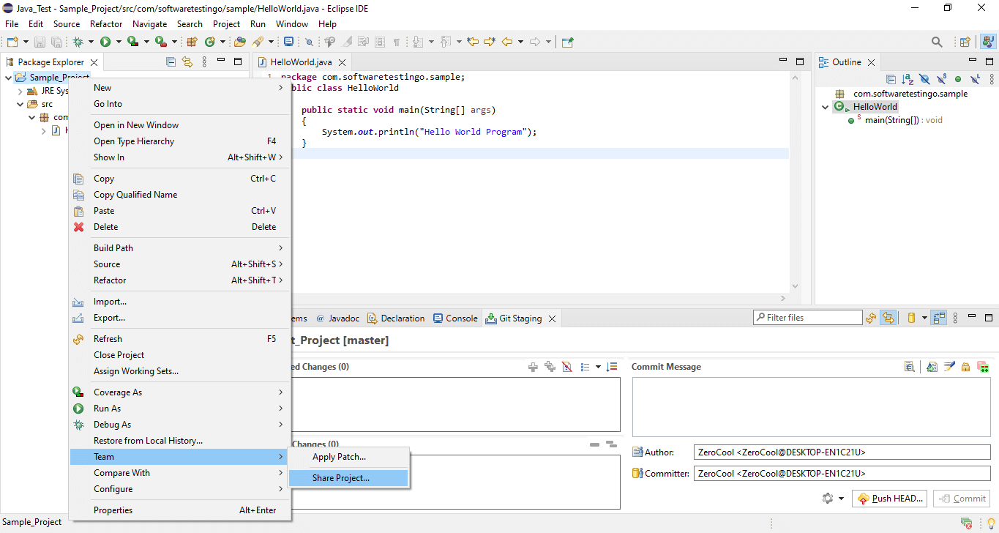 Java_Test - Sample_Project/src/com/softwaretestingo/sample/HelloWorld.java - Eclipse IDE
File Edit Source Refactor Navigate Search Project Run Window Help
Package Explorer
Sample_Project
JRE Sys
src
com
New
Go Into
Open in New Window
Open Type Hierarchy F4
Show In Alt+Shift+W
Copy Ctrl+C
Copy Qualified Name
Paste Ctrl+V
Delete Delete
Build Path
Source Alt+Shift+S
Refactor Alt+Shift+T
Import...
Export...
Refresh F5
Close Project
Assign Working Sets...
Coverage As
Run As
Debug As
Restore from Local History...
Team
Compare With
Configure
Properties Alt+Enter
Apply Patch...
Share Project...
HelloWorld.java
1 package com.softwaretestingo.sample;
public class HelloWorld
public static void main(String[] args)
{
System.out.println("Hello World Program");
}
Outline
com.softwaretestingo.sample
HelloWorld
main(String[]) : void
ems @ Javadoc Declaration Console Git Staging
Filter files
t_Project [master]
ed Changes (0)
Changes (0)
Commit Message
Author: ZeroCool <ZeroCool@DESKTOP-EN1C21U>
Committer: ZeroCool <ZeroCool@DESKTOP-EN1C21U>
Push HEAD... Commit
Sample_Project